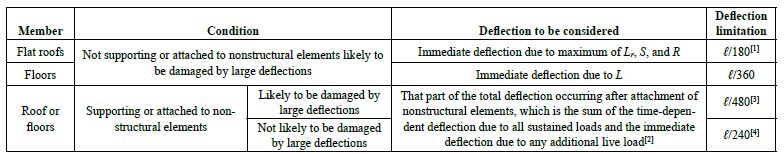 Member Condition Deflection to be considered Deflection limitation
Flat roofs
Not supporting or attached to nonstructural elements likely to
be damaged by large deflections
Immediate deflection due to maximum of Lr, S, and R
ℓ/180[1]
Floors
Immediate deflection due to L
ℓ/360
Roof or
floors
Supporting or attached to non-
structural elements
Likely to be damaged by
large deflections
Not likely to be damaged
by large deflections
That part of the total deflection occurring after attachment of
nonstructural elements, which is the sum of the time-depen-
dent deflection due to all sustained loads and the immediate
deflection due to any additional live load[2]
ℓ/480[3]
ℓ/240[4]